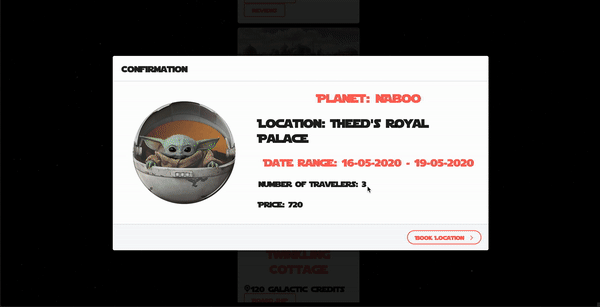 Confirmation
Planet: Naboo
Location: Theed's Royal
Palace
Date range: 16-05-2020 - 19-05-2020
Number of travelers: 3
Price: 720
Book Location
Twinkling
Cottage
120 Galactic Credits